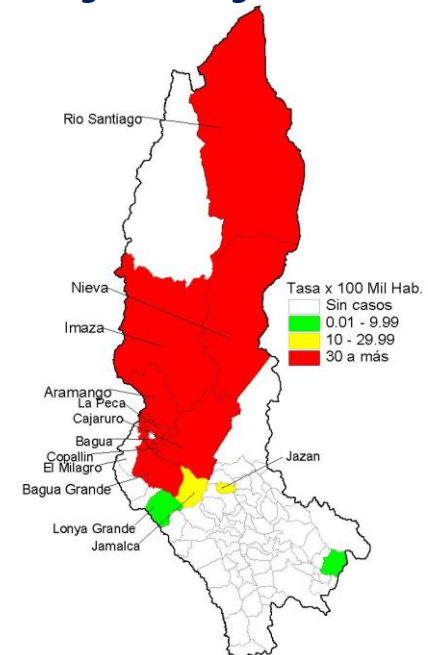 Rio Santiago
Nieva
Tasa x 100 Mil Hab.
Sin casos
0.01 - 9.99
10 - 29.99
30 a más
Imaza
Aramango
La Peca
Cajaruro
Bagua
Copallin
El Milagro
Jazan
Bagua Grande
Lonya Grande
Jamalca